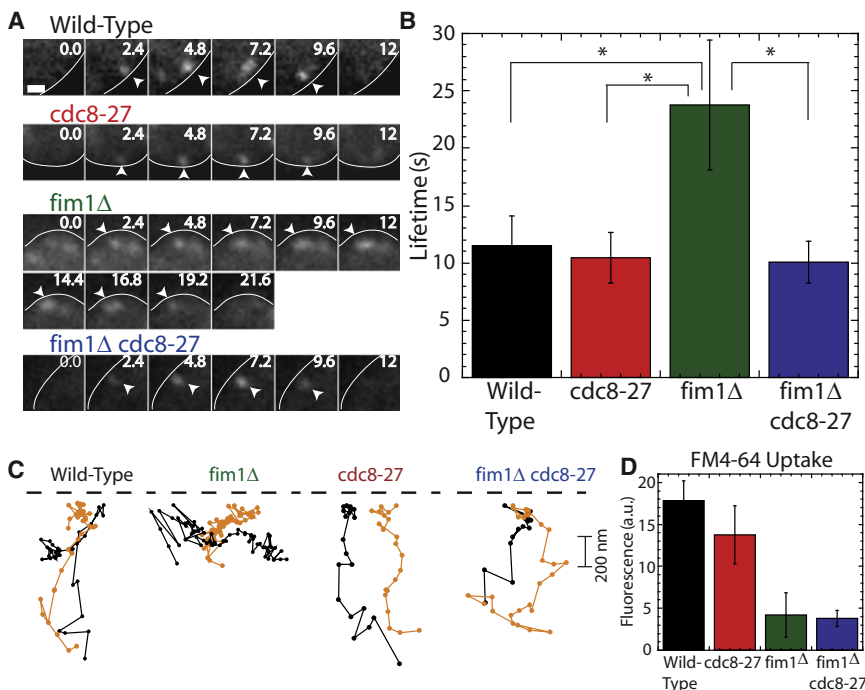 A
Wild-Type
0.0 2.4 4.8 7.2 9.6 12
cdc8-27
0.0 2.4 4.8 7.2 9.6 12
fim1Δ
0.0 2.4 4.8 7.2 9.6 12
14.4 16.8 19.2 21.6
fim1Δ cdc8-27
0.0 2.4 4.8 7.2 9.6 12
B
Lifetime (s)
30
25
20
15
10
5
0
* * *
Wild-Type cdc8-27 fim1Δ fim1Δ cdc8-27
C
Wild-Type fim1Δ cdc8-27 fim1Δ cdc8-27
200 nm
D
FM4-64 Uptake
Fluorescence (a.u.)
20
15
10
5
0
Wild-Type cdc8-27 fim1Δ fim1Δ cdc8-27